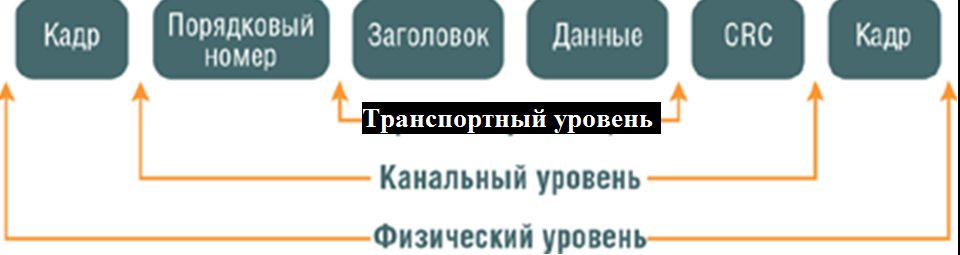 Кадр
Порядковый
номер
Заголовок
Данные
CRC
Кадр
Транспортный уровень
Канальный уровень
Физический уровень